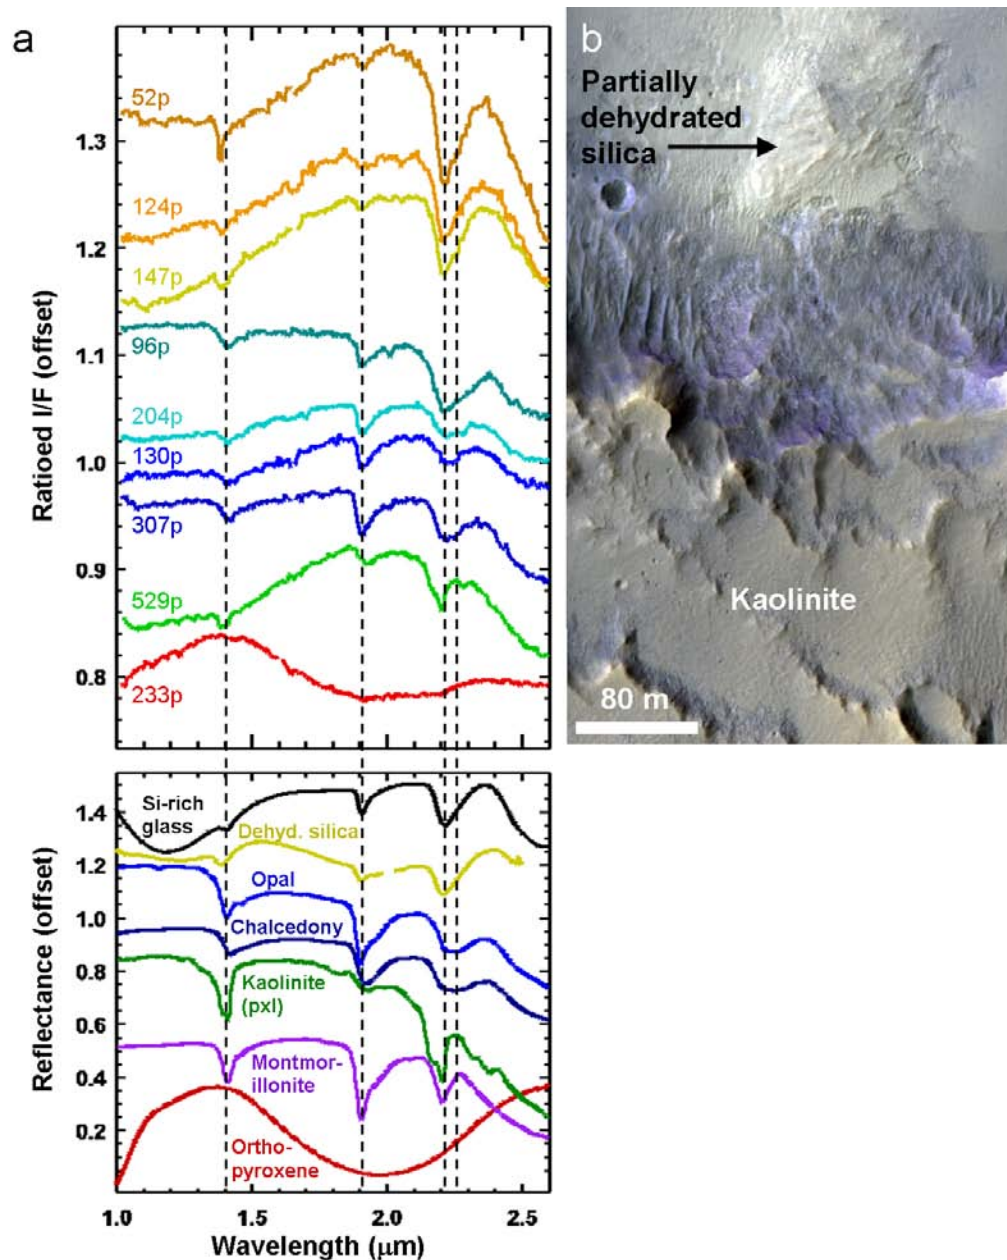 a
52p
124p
147p
96p
204p
130p
307p
529p
233p
1.3
1.2
1.1
1.0
0.9
0.8
Ratioed I/F (offset)
Si-rich
glass
Dehyd. silica
Opal
Chalcedony
Kaolinite
(pxl)
Montmor-
illonite
Ortho-
pyroxene
1.4
1.2
1.0
0.8
0.6
0.4
0.2
Reflectance (offset)
1.0
1.5
2.0
2.5
Wavelength (μm)
b
Partially
dehydrated
silica
Kaolinite
80 m